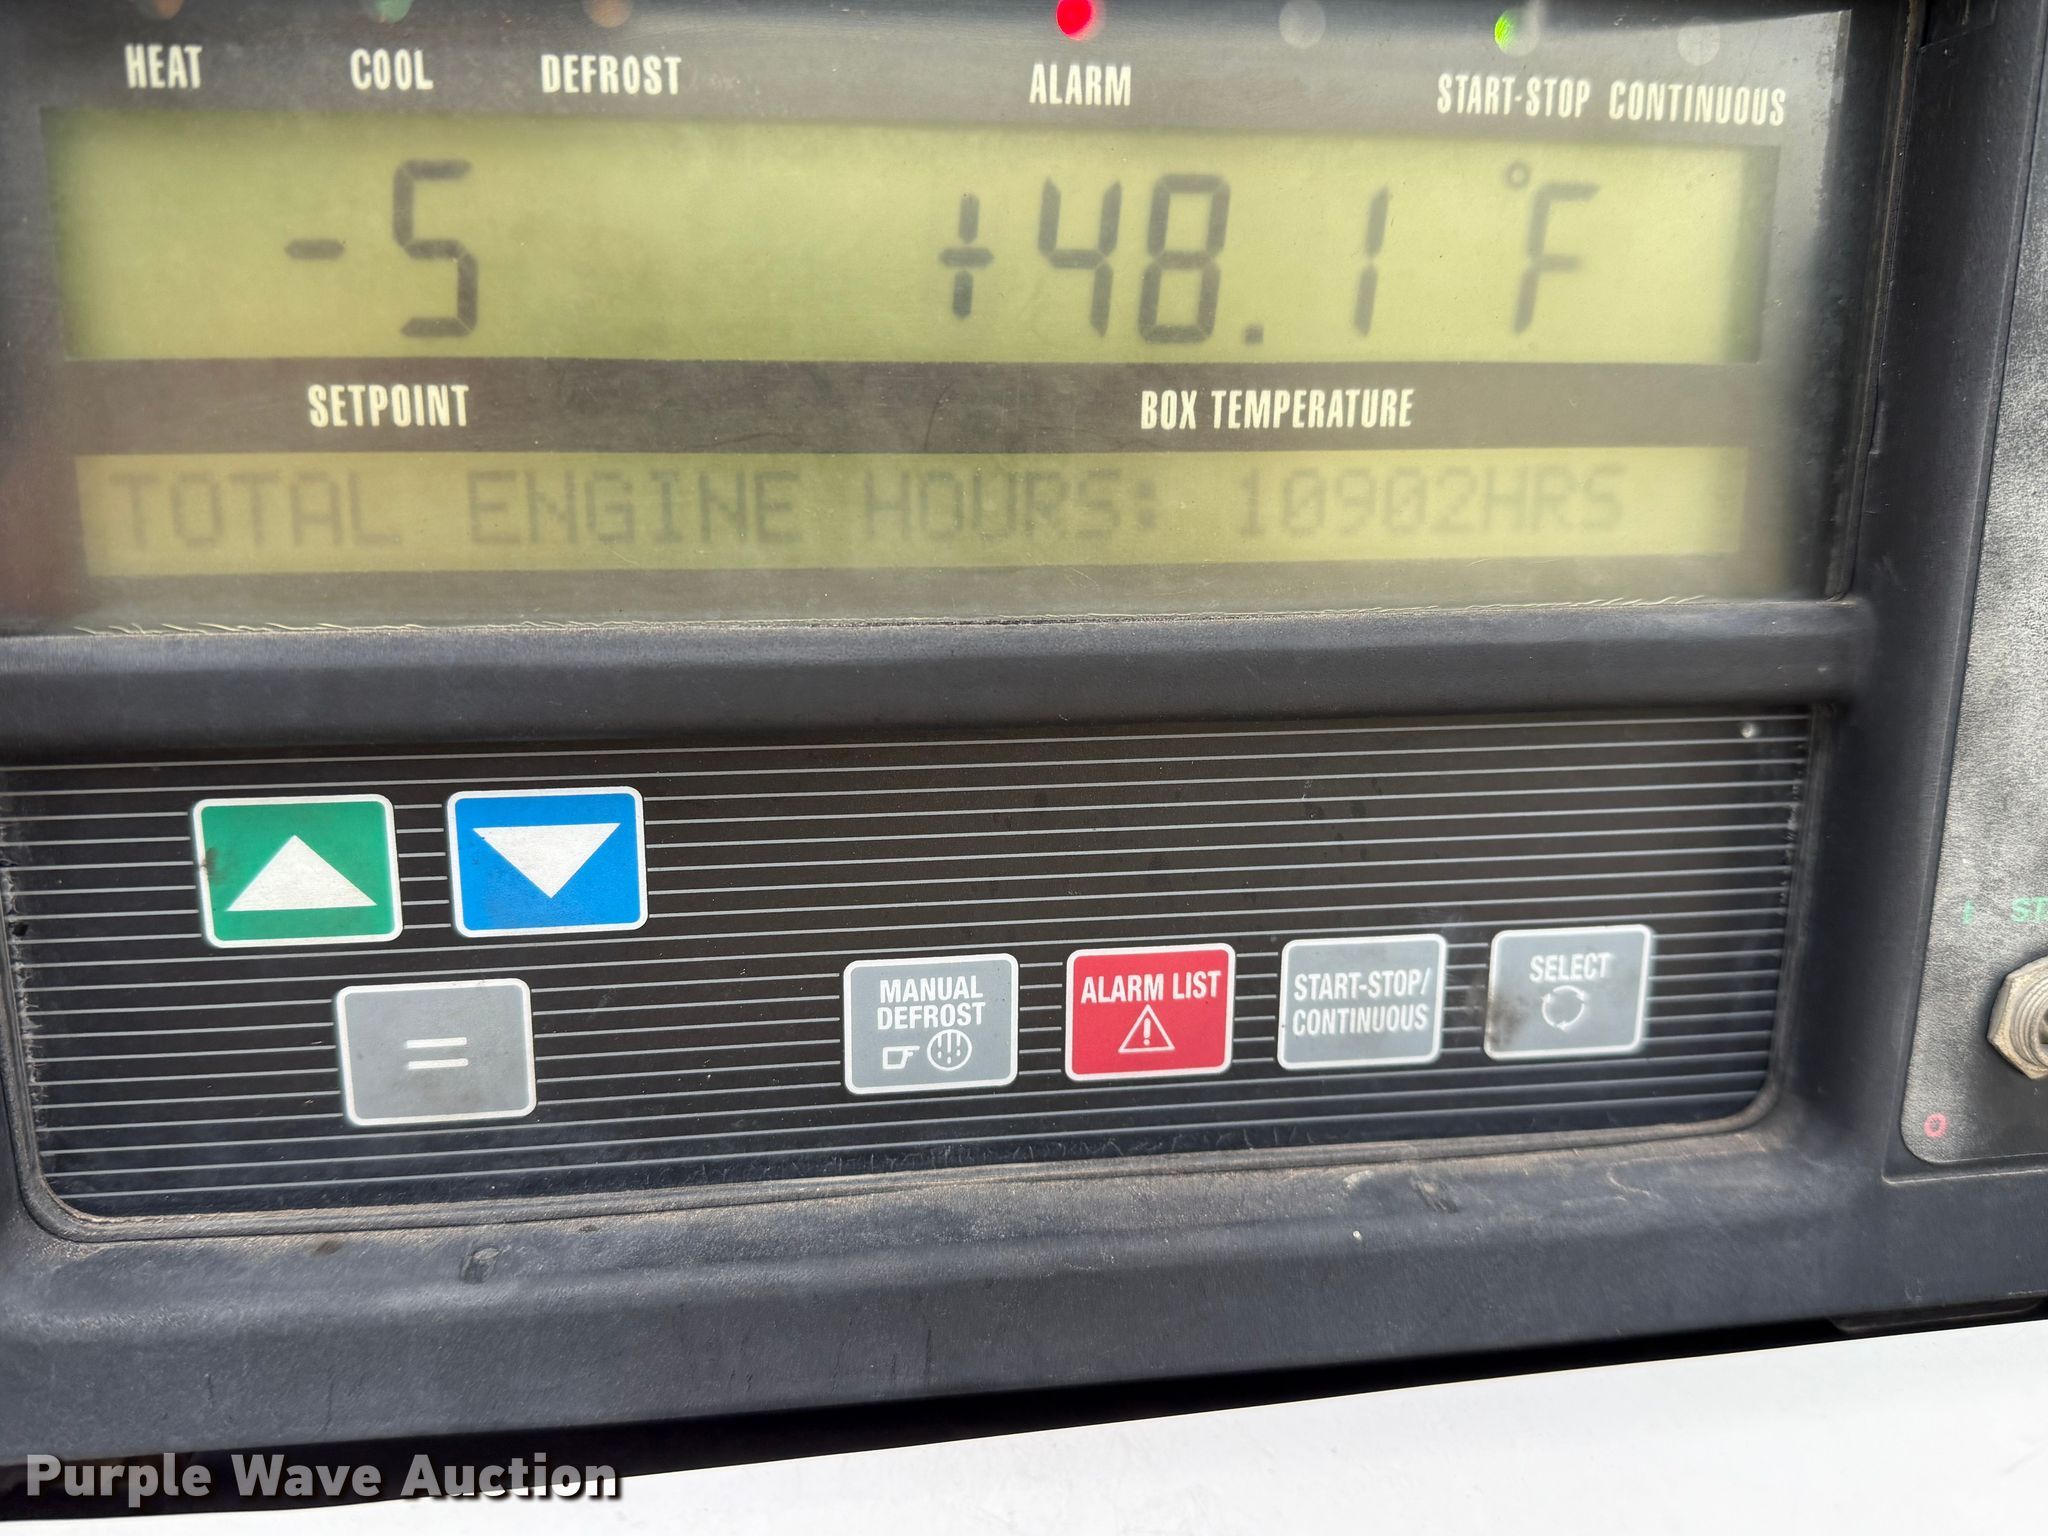 HEAT COOL DEFROST ALARM START-STOP CONTINUOUS
-5 +48.1 °F
SETPOINT BOX TEMPERATURE
TOTAL ENGINE HOURS: 10902HRS
MANUAL DEFROST
ALARM LIST
START-STOP/
CONTINUOUS
SELECT
=
I ST
O
Purple Wave Auction